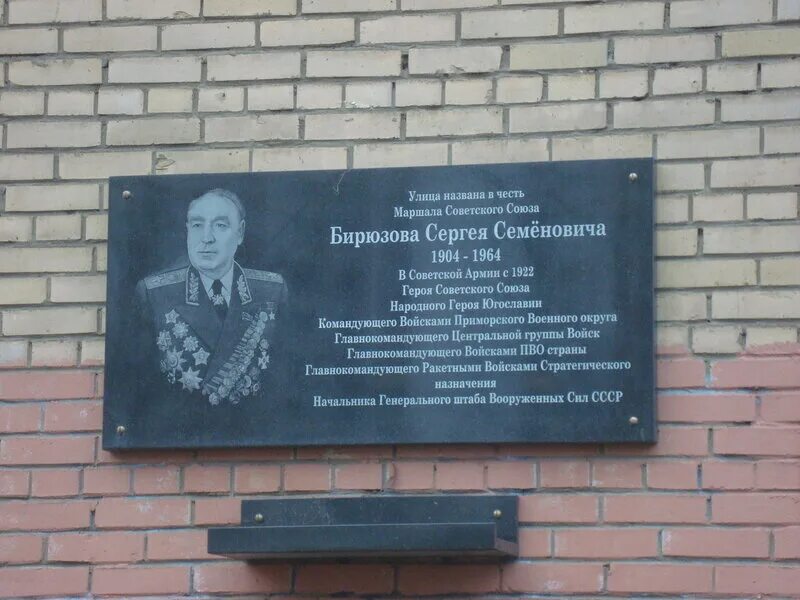 Улица названа в честь
Маршала Советского Союза
Бирюзова Сергея Семёновича
1904 - 1964
В Советской Армии с 1922
Героя Советского Союза
Народного Героя Югославии
Командующего Войсками Приморского Военного округа
Главнокомандующего Центральной группы Войск
Главнокомандующего Войсками ПВО страны
Главнокомандующего Ракетными Войсками Стратегического
назначения
Начальника Генерального штаба Вооруженных Сил СССР